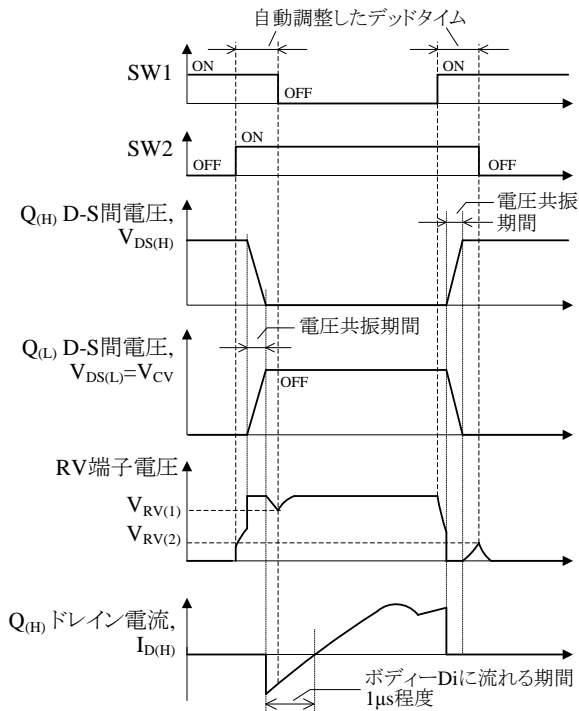 自動調整したデッドタイム
SW1
ON
OFF
ON
SW2
OFF
ON
OFF
Q(H) D-S間電圧,
VDS(H)
電圧共振
期間
電圧共振期間
Q(L) D-S間電圧,
VDS(L)=VCV
OFF
RV端子電圧
VRV(1)
VRV(2)
Q(H) ドレイン電流,
ID(H)
ボディーDiに流れる期間
1μs程度